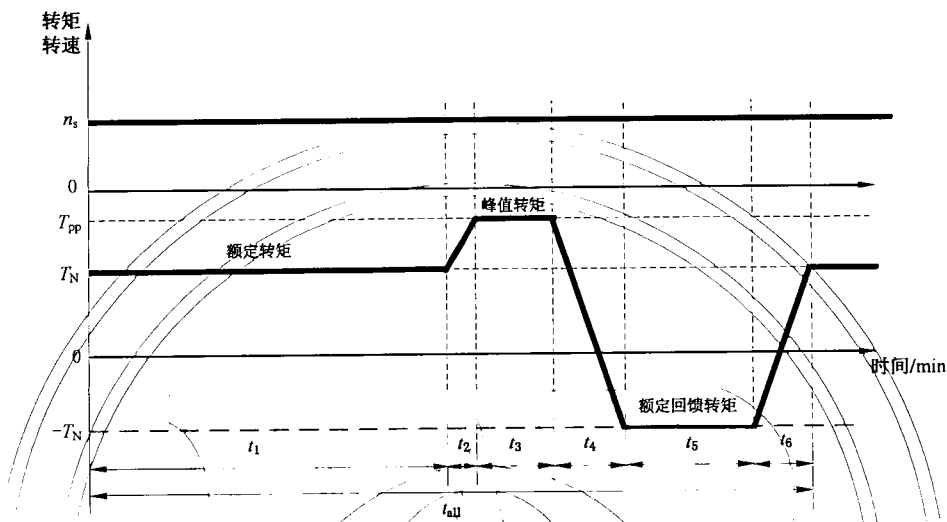 转矩
转速
n_s
0
T_pp
峰值转矩
额定转矩
T_N
0
时间/min
额定回馈转矩
-T_N
t_1 t_2 t_3 t_4 t_5 t_6
t_all